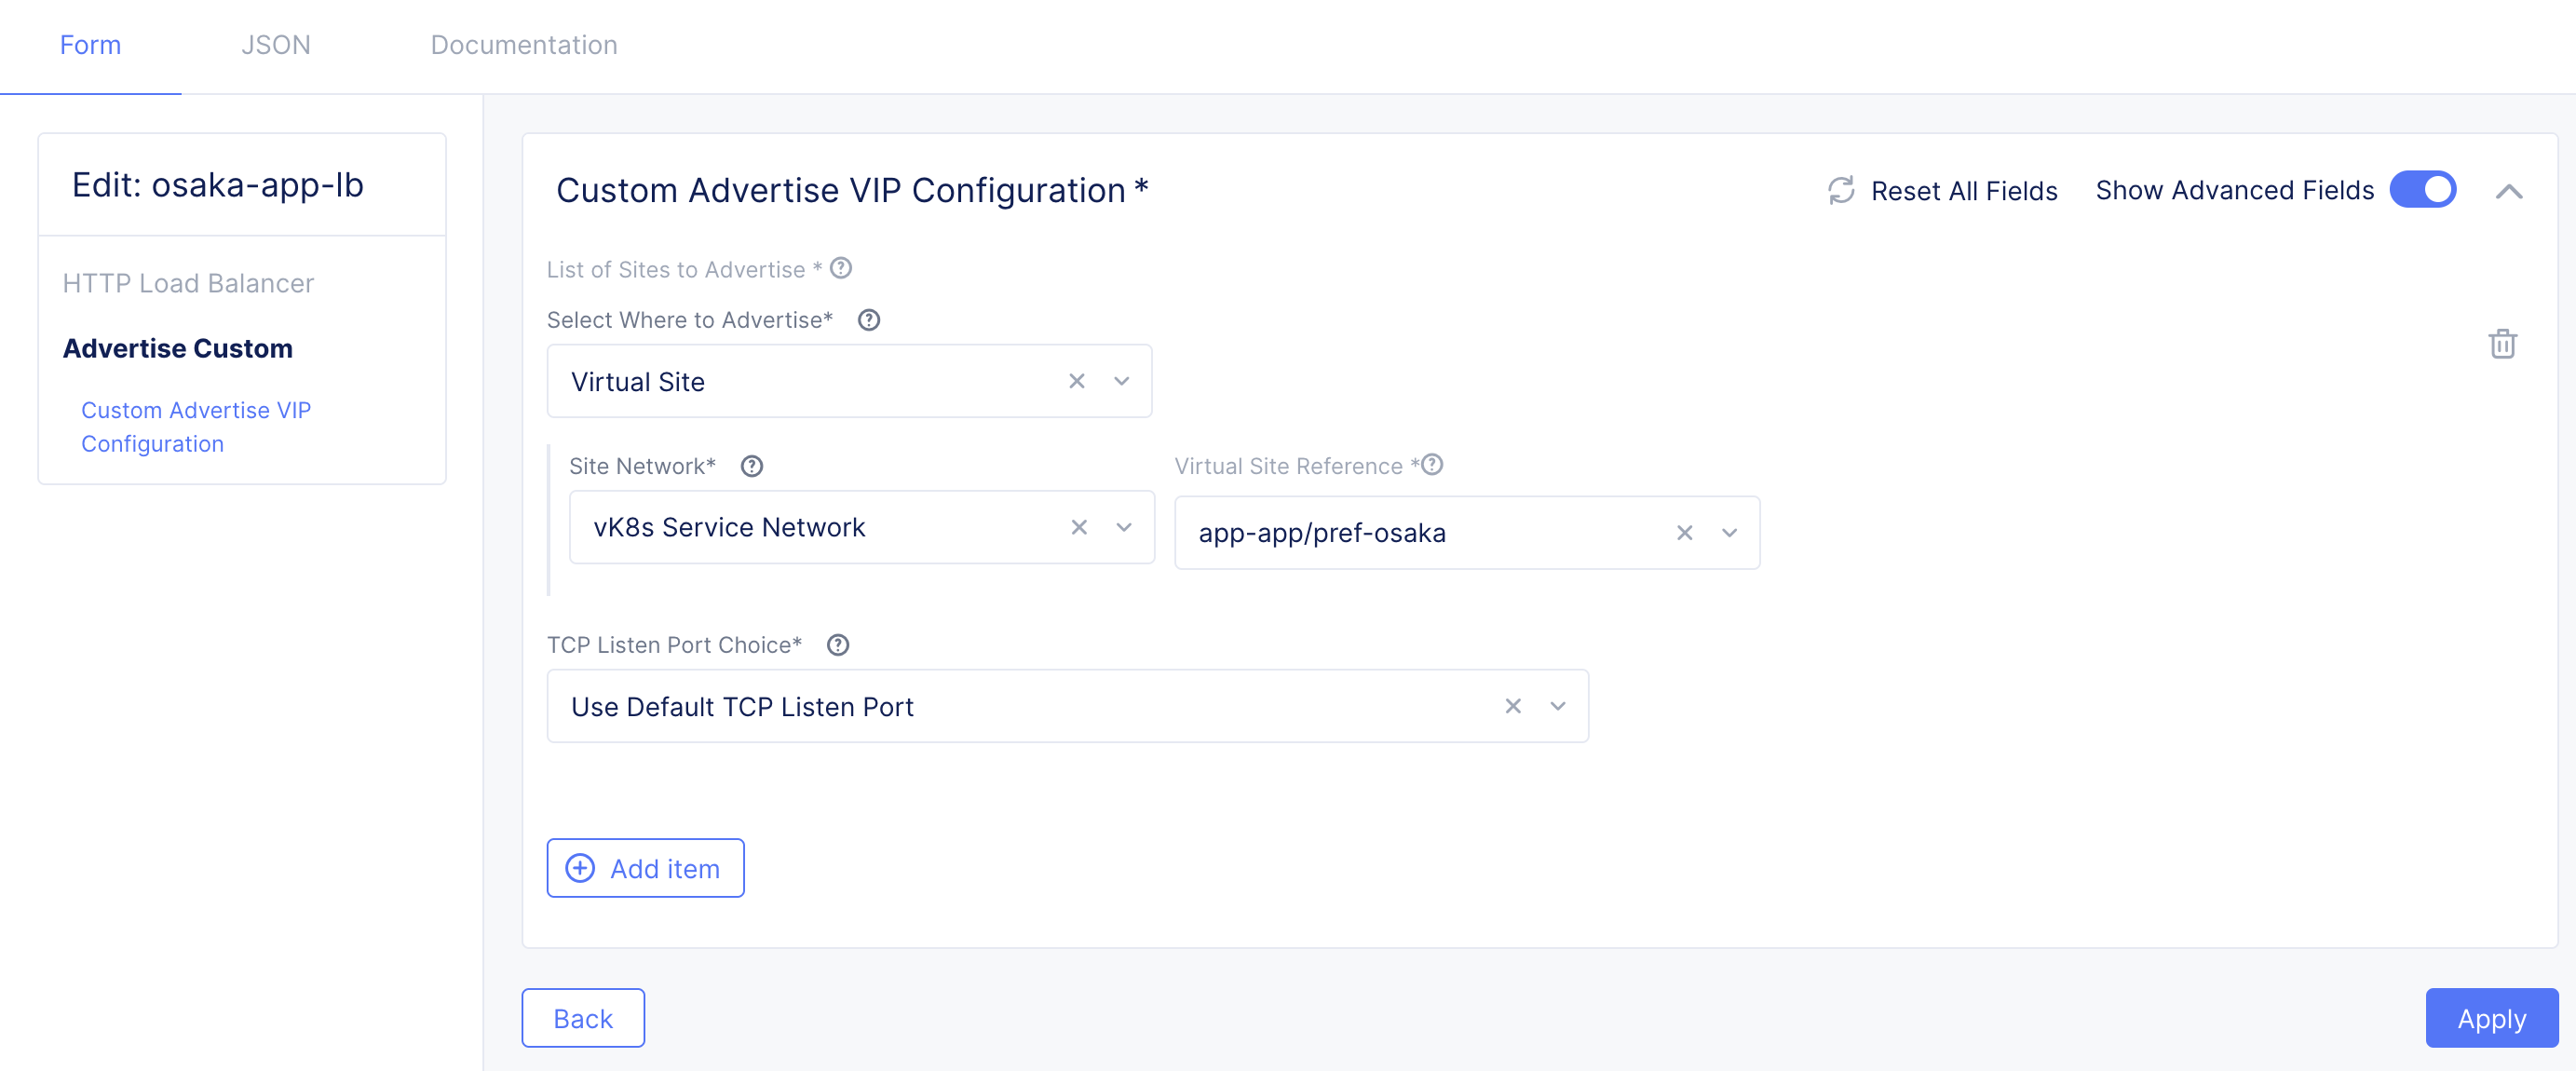 Form
JSON
Documentation
Edit: osaka-app-lb
HTTP Load Balancer
Advertise Custom
Custom Advertise VIP
Configuration
Custom Advertise VIP Configuration *
Reset All Fields
Show Advanced Fields
List of Sites to Advertise *
Select Where to Advertise*
Virtual Site
Site Network*
vK8s Service Network
Virtual Site Reference *
app-app/pref-osaka
TCP Listen Port Choice*
Use Default TCP Listen Port
Add item
Back
Apply